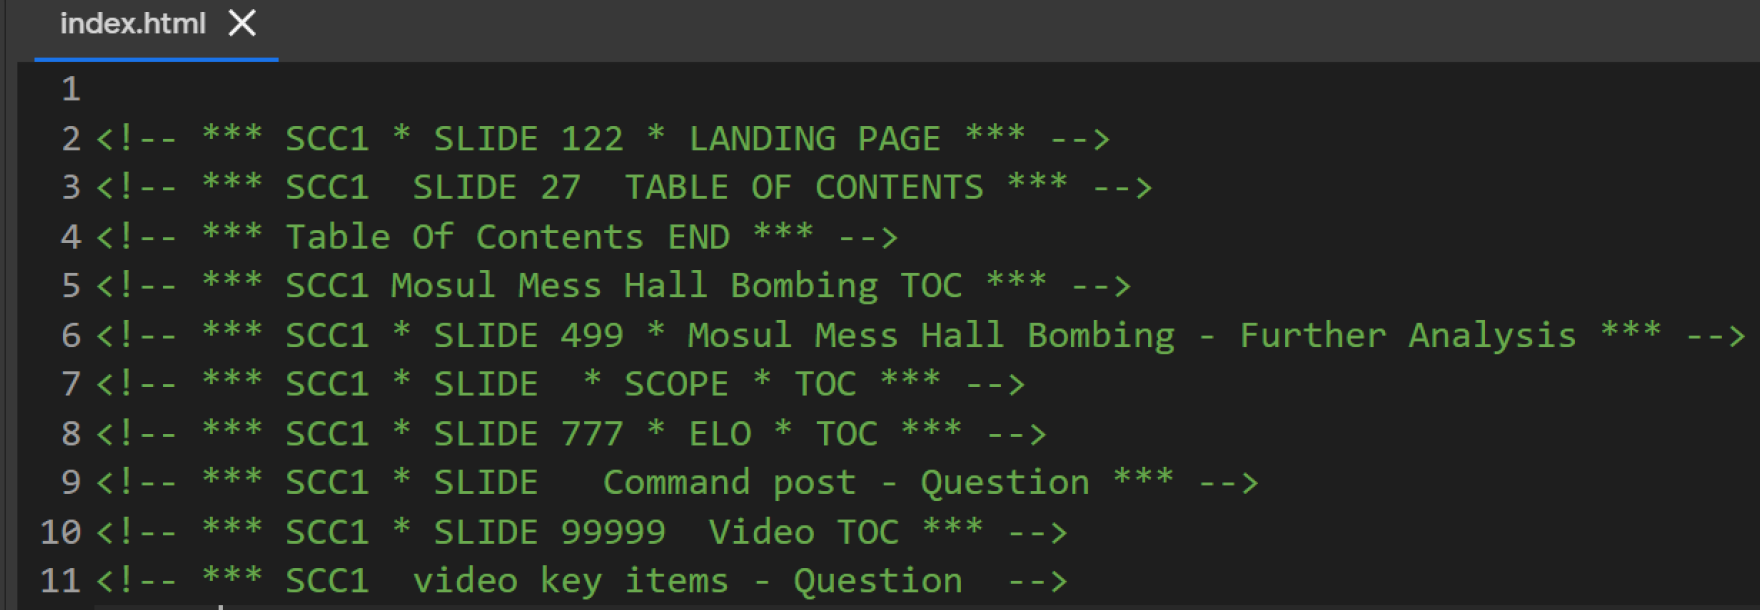 index.html ✕
1
2 <!-- *** SCC1 * SLIDE 122 * LANDING PAGE *** -->
3 <!-- *** SCC1  SLIDE 27  TABLE OF CONTENTS *** -->
4 <!-- *** Table Of Contents END *** -->
5 <!-- *** SCC1 Mosul Mess Hall Bombing TOC *** -->
6 <!-- *** SCC1 * SLIDE 499 * Mosul Mess Hall Bombing - Further Analysis *** -->
7 <!-- *** SCC1 * SLIDE  * SCOPE * TOC *** -->
8 <!-- *** SCC1 * SLIDE 777 * ELO * TOC *** -->
9 <!-- *** SCC1 * SLIDE   Command post - Question *** -->
10 <!-- *** SCC1 * SLIDE 99999  Video TOC *** -->
11 <!-- *** SCC1  video key items - Question  -->